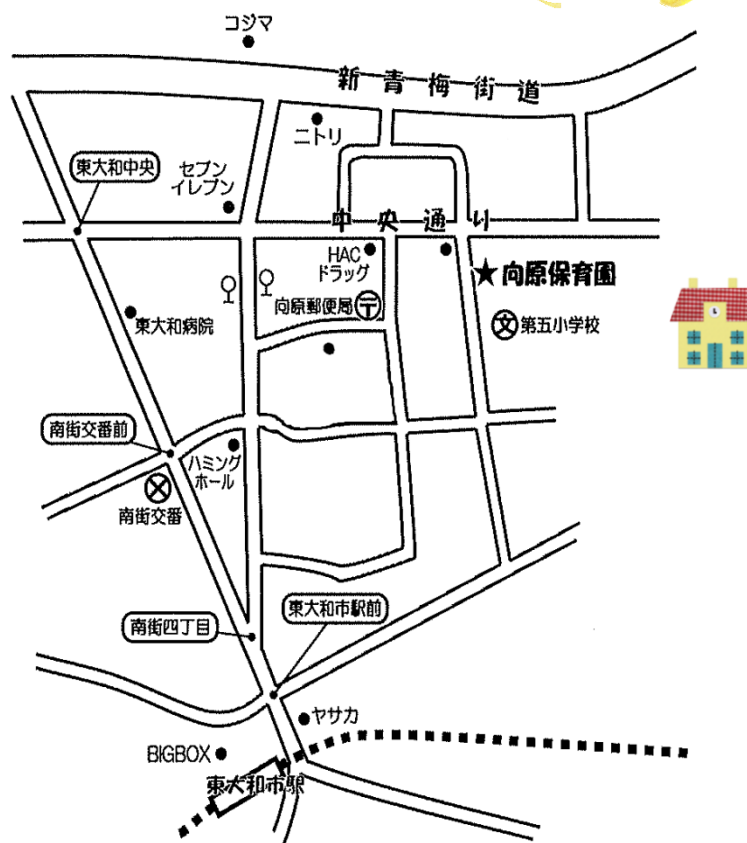 コジマ
新青梅街道
ニトリ
東大和中央
セブン
イレブン
中央通り
HAC
ドラッグ
★向原保育園
向原郵便局〒
東大和病院
文第五小学校
南街交番前
ハミング
ホール
南街交番
東大和市駅前
南街四丁目
ヤサカ
BIGBOX
東大和市駅